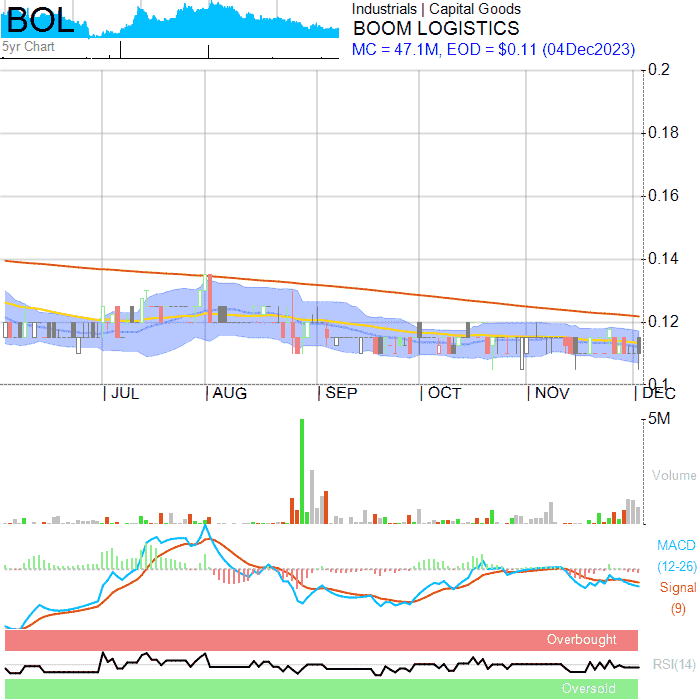 BOL
5yr Chart
Industrials | Capital Goods
BOOM LOGISTICS
MC = 47.1M, EOD = $0.11 (04Dec2023)
0.2
0.18
0.16
0.14
0.12
0.1
JUL
AUG
SEP
OCT
NOV
DEC
5M
Volume
MACD
(12-26)
Signal
(9)
Overbought
RSI(14)
Oversold